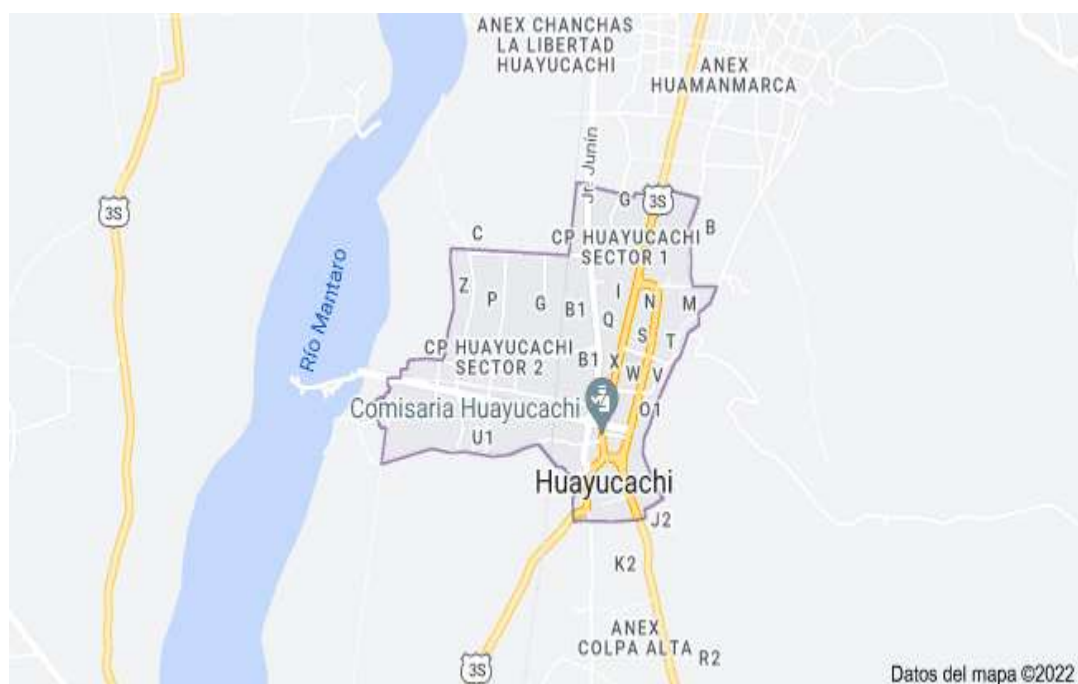 ANEX CHANCHAS
LA LIBERTAD
HUAYUCACHI
ANEX
HUAMANMARCA
Jr. Junín
3S
G
3S
B
C
CP HUAYUCACHI
SECTOR 1
Río Mantaro
Z
P
G
B1
I
N
M
Q
S
T
CP HUAYUCACHI
SECTOR 2
B1
X
W
V
Comisaria Huayucachi
O1
U1
Huayucachi
J2
K2
ANEX
COLPA ALTA
R2
3S
Datos del mapa ©2022